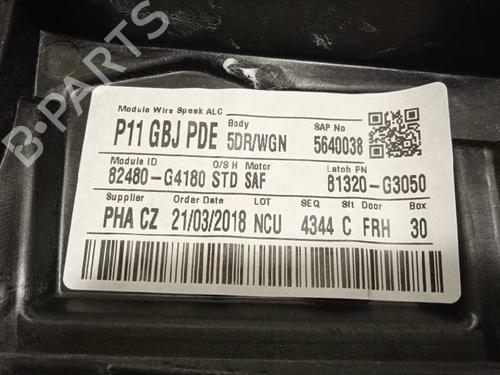 B-PARTS
Module Wire Speak ALC
P11 GBJ PDE
Body
5DR/WGN
SAP No
5640038
Module ID
O/S H Motor
Latch PN
82480-G4180 STD SAF
81320-G3050
Supplier
Order Date
LOT
SEQ
Sft
Door
Box
PHA CZ
21/03/2018
NCU
4344
C
FRH
30